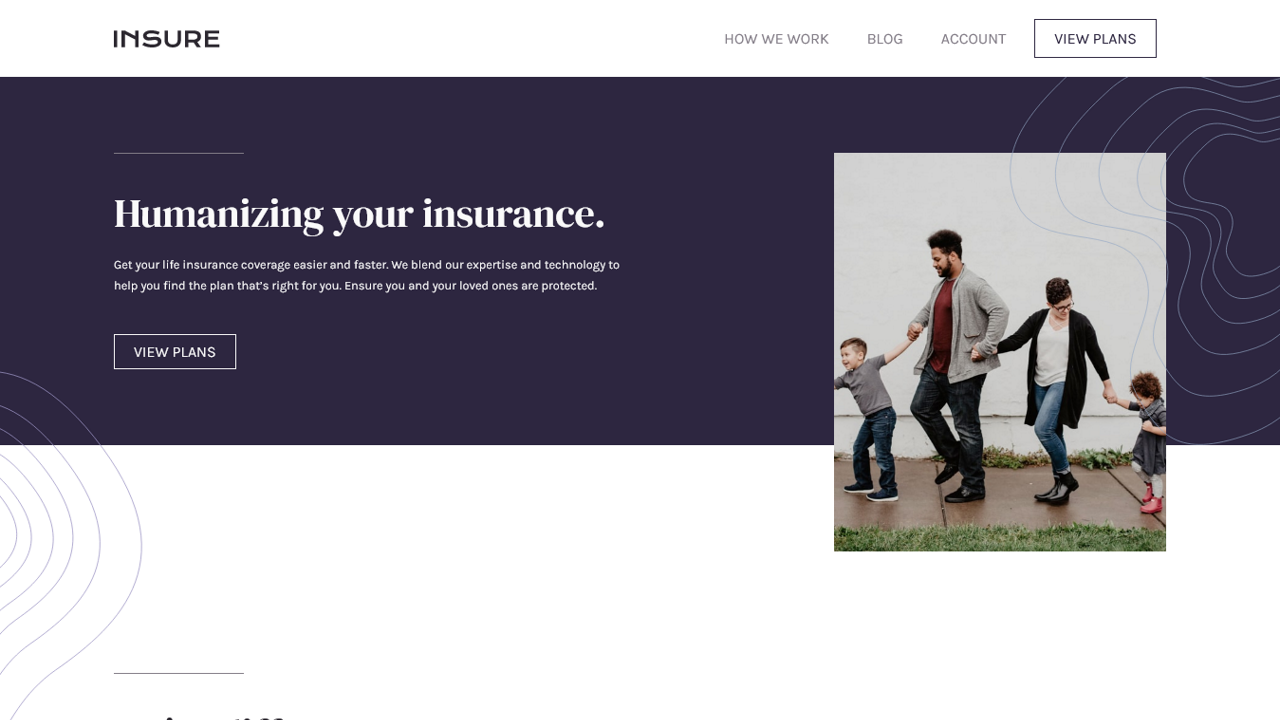 INSURE
HOW WE WORK
BLOG
ACCOUNT
VIEW PLANS
Humanizing your insurance.
Get your life insurance coverage easier and faster. We blend our expertise and technology to
help you find the plan that’s right for you. Ensure you and your loved ones are protected.
VIEW PLANS